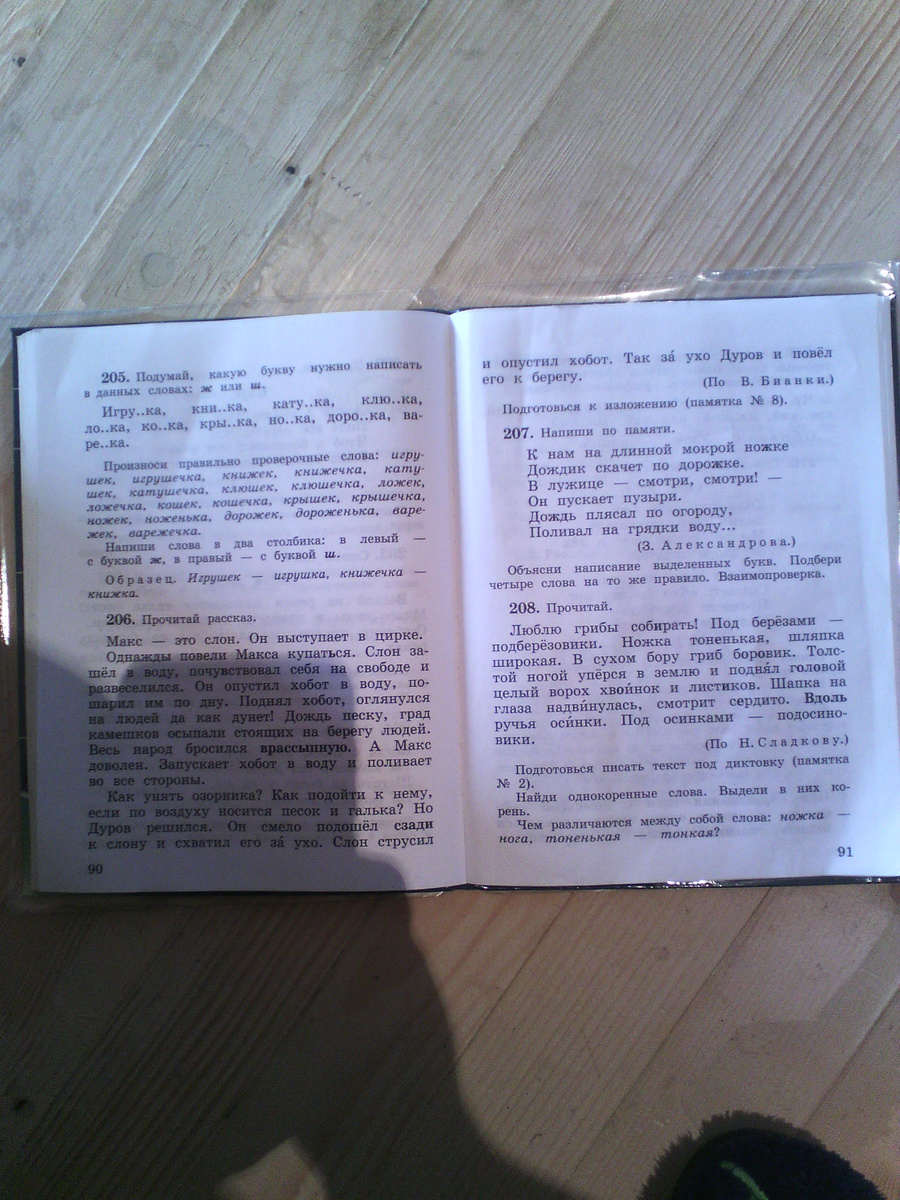 205. Подумай, какую букву нужно написать
в данных словах: ж или ш.
Игру..ка, кни..ка, кату..ка, клю..ка,
ло..ка, ко..ка, кры..ка, но..ка, доро..ка, ва-
ре..ка.
Произноси правильно проверочные слова: игру-
шек, игрушечка, книжек, книжечка, кату-
шек, катушечка, клюшек, клюшечка, ложек,
ложечка, кошек, кошечка, крышек, крышечка,
ножек, ноженька, дорожек, дороженька, варе-
жек, варежечка.
Напиши слова в два столбика: в левый —
с буквой ж, в правый — с буквой ш.
Образец. Игрушек — игрушка, книжечка —
книжка.
206. Прочитай рассказ.
Макс — это слон. Он выступает в цирке.
Однажды повели Макса купаться. Слон за-
шёл в воду, почувствовал себя на свободе и
развеселился. Он опустил хобот в воду, по-
шарил им по дну. Поднял хобот, оглянулся
на людей да как дунет! Дождь песку, град
камешков осыпали стоящих на берегу людей.
Весь народ бросился врассыпную. А Макс
доволен. Запускает хобот в воду и поливает
во все стороны.
Как унять озорника? Как подойти к нему,
если по воздуху носится песок и галька? Но
Дуров решился. Он смело подошёл сзади
к слону и схватил его за́ ухо. Слон струсил
90
и опустил хобот. Так за́ ухо Дуров и повёл
его к берегу.
(По В. Бианки.)
Подготовься к изложению (памятка № 8).
207. Напиши по памяти.
К нам на длинной мокрой ножке
Дождик скачет по дорожке.
В лужице — смотри, смотри! —
Он пускает пузыри.
Дождь плясал по огороду,
Поливал на грядки воду...
(З. Александрова.)
Объясни написание выделенных букв. Подбери
четыре слова на то же правило. Взаимопроверка.
208. Прочитай.
Люблю грибы собирать! Под берёзами —
подберёзовики. Ножка тоненькая, шляпка
широкая. В сухом бору гриб боровик. Толс-
той ногой упёрся в землю и подня́л головой
целый ворох хвои́нок и листиков. Шапка на
глаза надви́нулась, смотрит сердито. Вдоль
ручья оси́нки. Под осинками — подосино-
вики.
(По Н. Сладкову.)
Подготовься писать текст под диктовку (памятка
№ 2).
Найди однокоренные слова. Выдели в них ко-
рень.
Чем различаются между собой слова: ножка —
нога, тоненькая — тонкая?
91